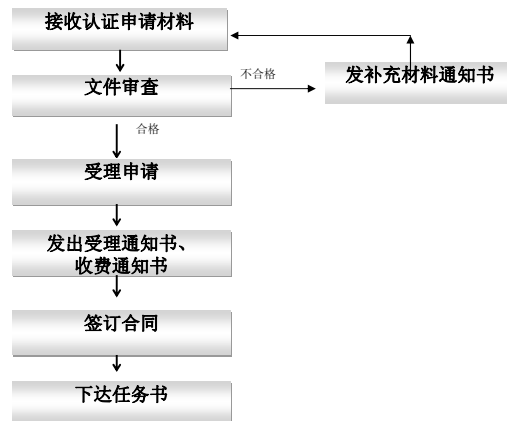 接收认证申请材料
文件审查
不合格
发补充材料通知书
合格
受理申请
发出受理通知书、
收费通知书
签订合同
下达任务书